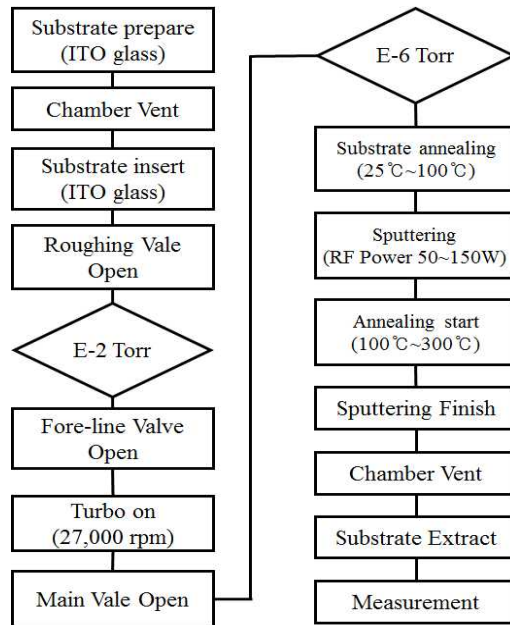 Substrate prepare
(ITO glass)
Chamber Vent
Substrate insert
(ITO glass)
Roughing Vale
Open
E-2 Torr
Fore-line Valve
Open
Turbo on
(27,000 rpm)
Main Vale Open
E-6 Torr
Substrate annealing
(25℃~100℃)
Sputtering
(RF Power 50~150W)
Annealing start
(100℃~300℃)
Sputtering Finish
Chamber Vent
Substrate Extract
Measurement